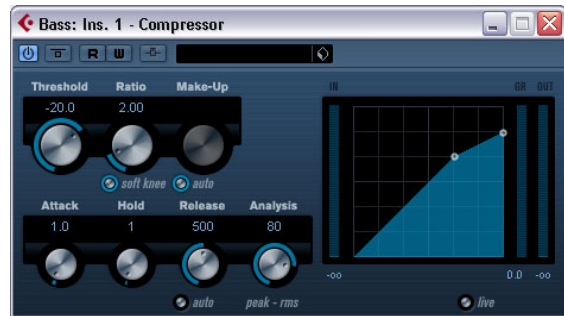 Bass: Ins. 1 - Compressor
R W
Threshold Ratio Make-Up
-20.0 2.00
soft knee auto
Attack Hold Release Analysis
1.0 1 500 80
auto peak - rms
IN GR OUT
-oo 0.0 -oo
live